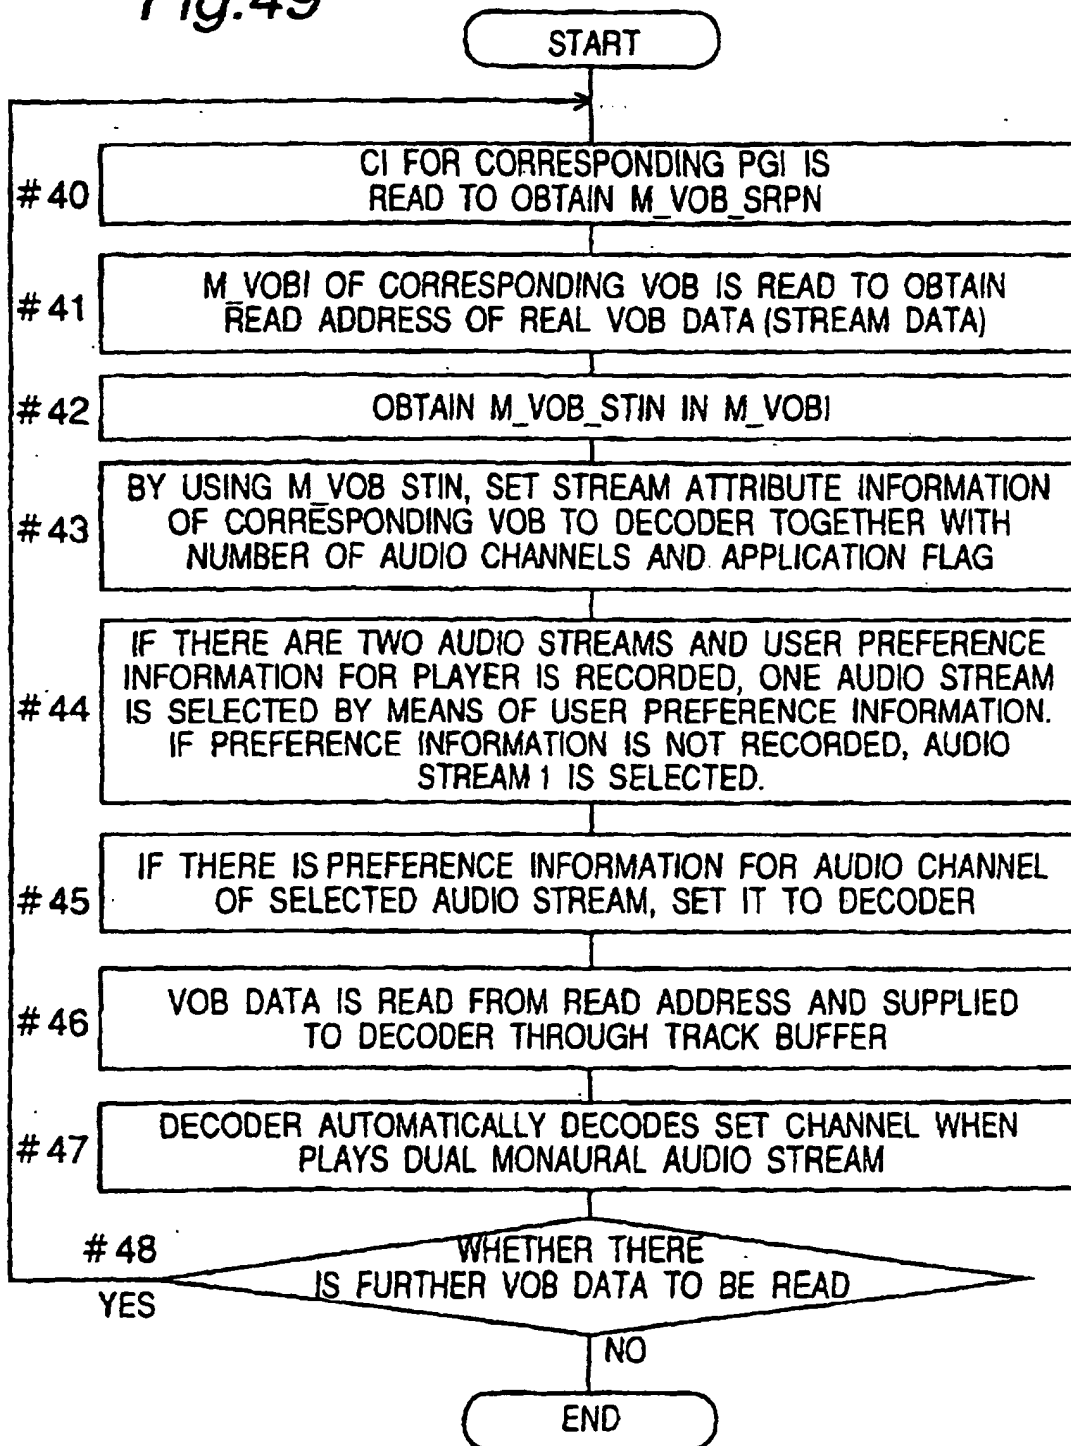 Fig.49
START
#40
CI FOR CORRESPONDING PGI IS
READ TO OBTAIN M_VOB_SRPN
#41
M_VOBI OF CORRESPONDING VOB IS READ TO OBTAIN
READ ADDRESS OF REAL VOB DATA (STREAM DATA)
#42
OBTAIN M_VOB_STIN IN M_VOBI
#43
BY USING M_VOB STIN, SET STREAM ATTRIBUTE INFORMATION
OF CORRESPONDING VOB TO DECODER TOGETHER WITH
NUMBER OF AUDIO CHANNELS AND APPLICATION FLAG
#44
IF THERE ARE TWO AUDIO STREAMS AND USER PREFERENCE
INFORMATION FOR PLAYER IS RECORDED, ONE AUDIO STREAM
IS SELECTED BY MEANS OF USER PREFERENCE INFORMATION.
IF PREFERENCE INFORMATION IS NOT RECORDED, AUDIO
STREAM 1 IS SELECTED.
#45
IF THERE IS PREFERENCE INFORMATION FOR AUDIO CHANNEL
OF SELECTED AUDIO STREAM, SET IT TO DECODER
#46
VOB DATA IS READ FROM READ ADDRESS AND SUPPLIED
TO DECODER THROUGH TRACK BUFFER
#47
DECODER AUTOMATICALLY DECODES SET CHANNEL WHEN
PLAYS DUAL MONAURAL AUDIO STREAM
#48
WHETHER THERE
IS FURTHER VOB DATA TO BE READ
YES
NO
END